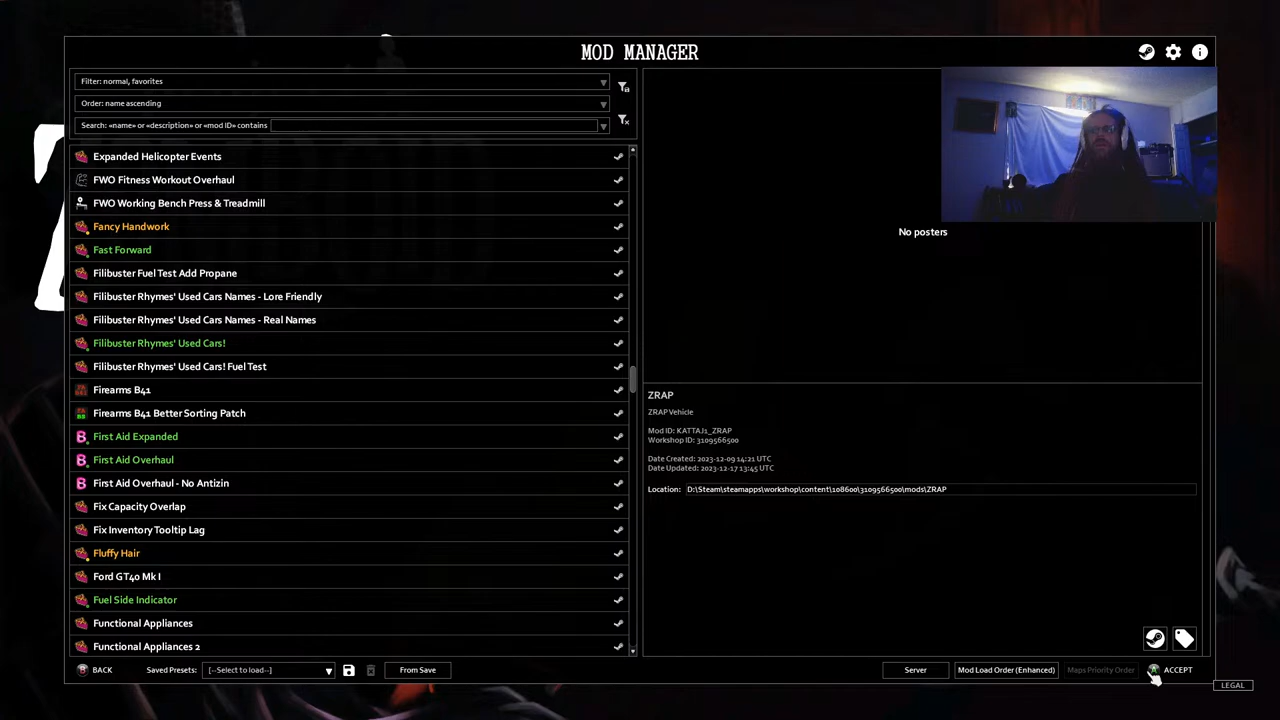 MOD MANAGER
Filter: normal, favorites
Order: name ascending
Search: «name» or «description» or «mod ID» contains
Expanded Helicopter Events
FWO Fitness Workout Overhaul
FWO Working Bench Press & Treadmill
Fancy Handwork
Fast Forward
Filibuster Fuel Test Add Propane
Filibuster Rhymes' Used Cars Names - Lore Friendly
Filibuster Rhymes' Used Cars Names - Real Names
Filibuster Rhymes' Used Cars!
Filibuster Rhymes' Used Cars! Fuel Test
Firearms B41
Firearms B41 Better Sorting Patch
First Aid Expanded
First Aid Overhaul
First Aid Overhaul - No Antizin
Fix Capacity Overlap
Fix Inventory Tooltip Lag
Fluffy Hair
Ford GT40 Mk I
Fuel Side Indicator
Functional Appliances
Functional Appliances 2
No posters
ZRAP
ZRAP Vehicle
Mod ID: KATTAJ1_ZRAP
Workshop ID: 3109566500
Date Created: 2023-12-09 14:21 UTC
Date Updated: 2023-12-17 13:45 UTC
Location: D:\Steam\steamapps\workshop\content\108600\3109566500\mods\ZRAP
B BACK
Saved Presets: [--Select to load--]
From Save
Server
Mod Load Order (Enhanced)
Maps Priority Order
A ACCEPT
LEGAL